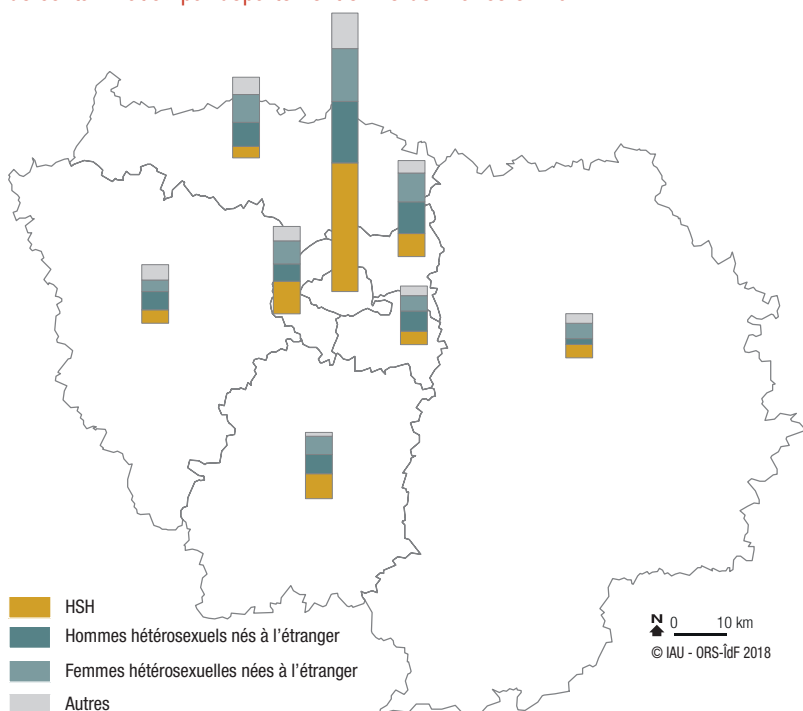 HSH
Hommes hétérosexuels nés à l'étranger
Femmes hétérosexuelles nées à l'étranger
Autres
N 0 10 km
© IAU - ORS-ÎdF 2018